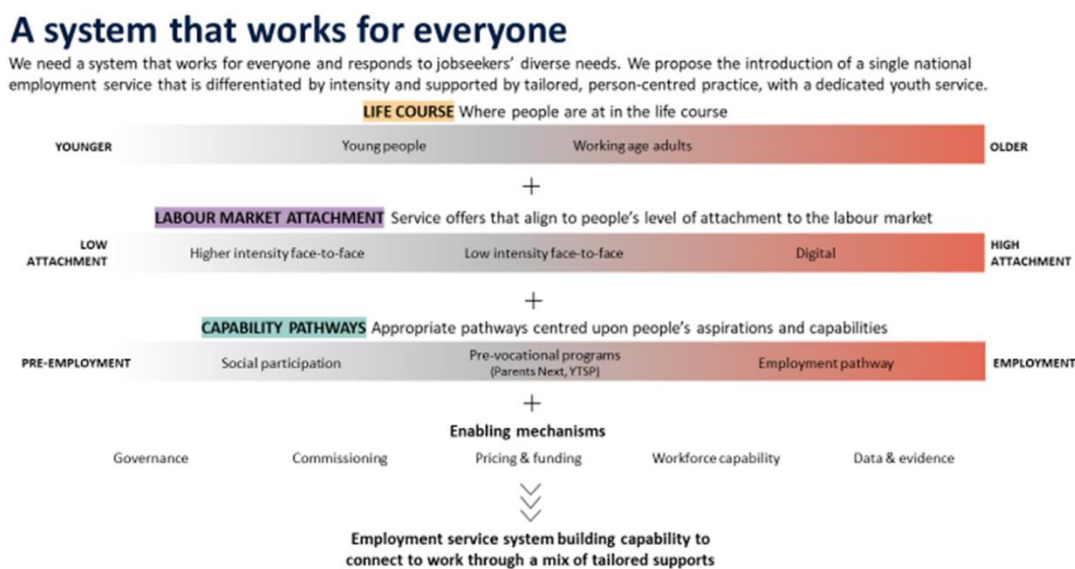 A system that works for everyone
We need a system that works for everyone and responds to jobseekers' diverse needs. We propose the introduction of a single national
employment service that is differentiated by intensity and supported by tailored, person-centred practice, with a dedicated youth service.
LIFE COURSE Where people are at in the life course
YOUNGER Young people Working age adults OLDER
+
LABOUR MARKET ATTACHMENT Service offers that align to people's level of attachment to the labour market
LOW
ATTACHMENT
Higher intensity face-to-face Low intensity face-to-face Digital
HIGH
ATTACHMENT
+
CAPABILITY PATHWAYS Appropriate pathways centred upon people's aspirations and capabilities
PRE-EMPLOYMENT Social participation Pre-vocational programs Employment pathway EMPLOYMENT
(Parents Next, YTSP)
+
Enabling mechanisms
Governance Commissioning Pricing & funding Workforce capability Data & evidence
Employment service system building capability to
connect to work through a mix of tailored supports